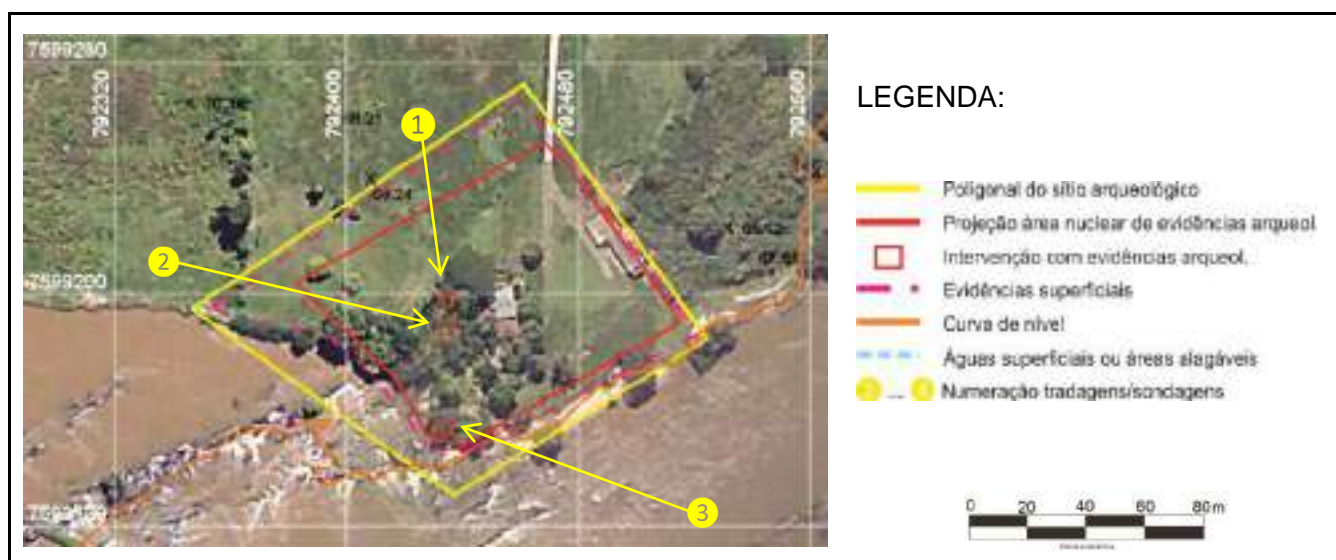 7599280
792320
792400
792480
792560
1
2
7599200
3
LEGENDA:
Poligonal do sítio arqueológico
Projeção área nuclear de evidências arqueol.
Intervenção com evidências arqueol.
Evidências superficiais
Curva de nível
Águas superficiais ou áreas alagáveis
Numeração tradagens/sondagens
0 20 40 60 80m